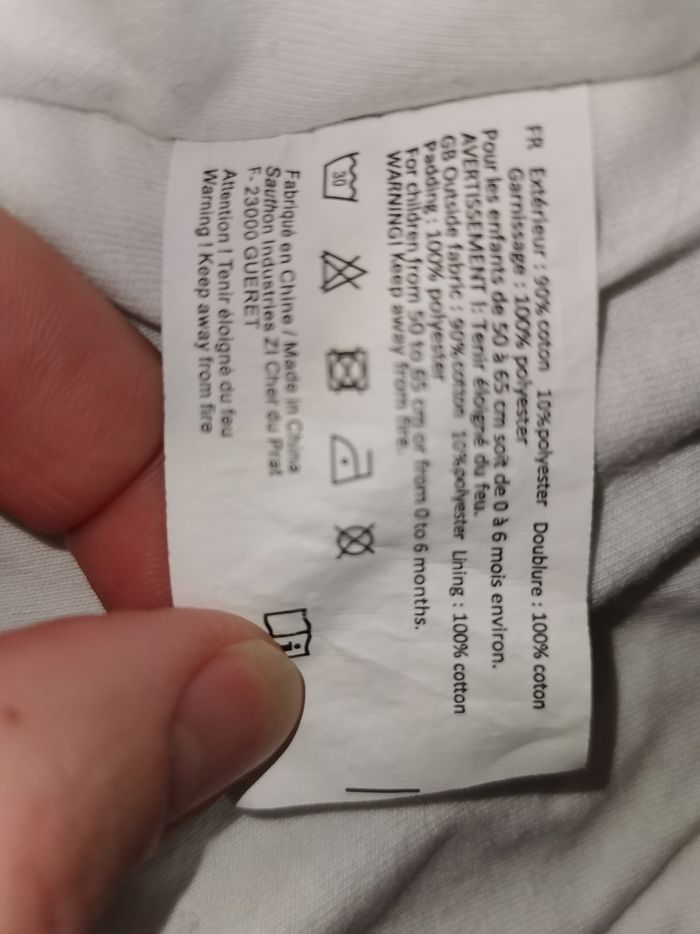 FR Extérieur : 90% coton 10%polyester Doublure : 100% coton
Garnissage : 100% polyester
Pour les enfants de 50 à 65 cm soit de 0 à 6 mois environ.
AVERTISSEMENT !: Tenir éloigné du feu.
GB Outside fabric : 90% cotton 10%polyester Lining : 100% cotton
Padding : 100% polyester
For children from 50 to 65 cm or from 0 to 6 months.
WARNING! Keep away from fire.
30
Fabriqué en Chine / Made in China
Sauthon Industries ZI Cher du Prat
F- 23000 GUERET
Attention ! Tenir éloigné du feu
Warning ! Keep away from fire